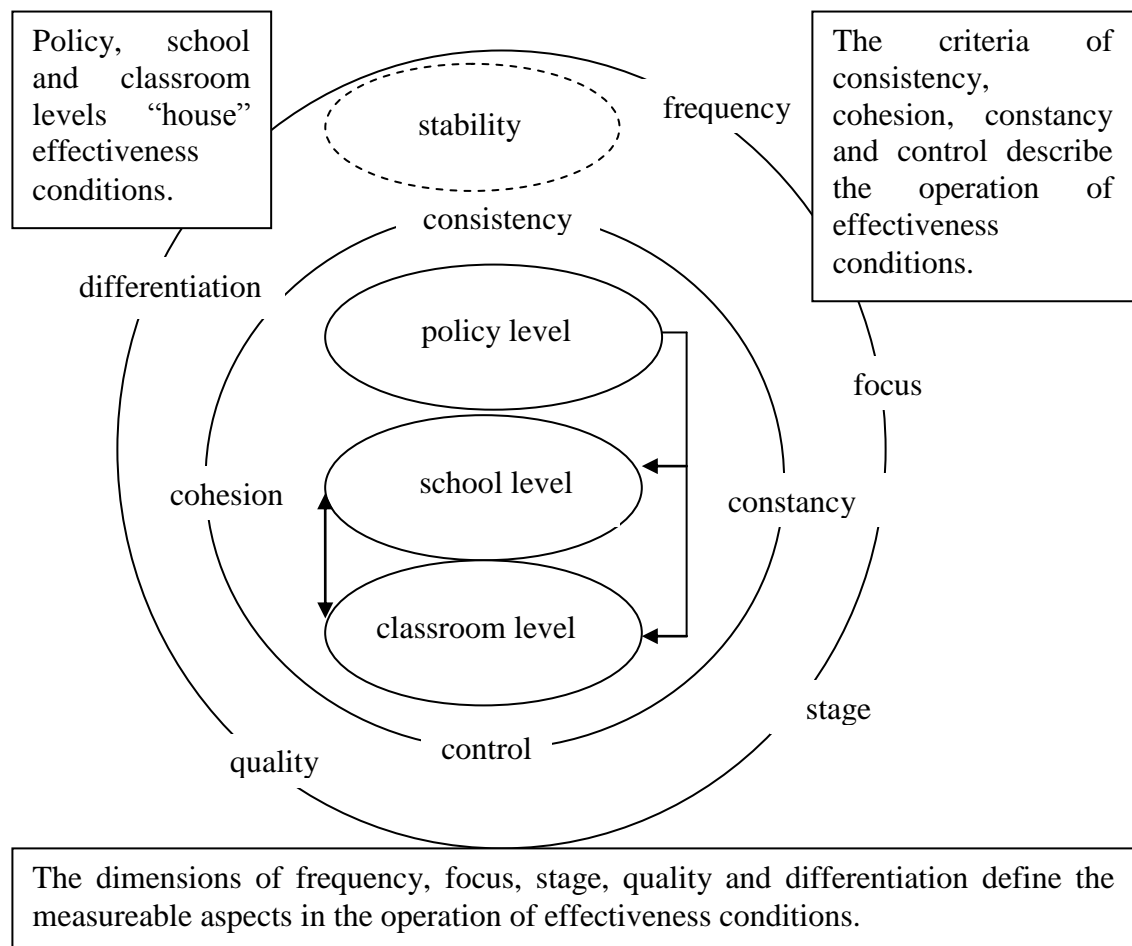 Policy, school
and classroom
levels “house”
effectiveness
conditions.
The criteria of
consistency,
cohesion, constancy
and control describe
the operation of
effectiveness
conditions.
frequency
stability
consistency
differentiation
policy level
focus
cohesion
school level
constancy
classroom level
stage
control
quality
The dimensions of frequency, focus, stage, quality and differentiation define the
measureable aspects in the operation of effectiveness conditions.